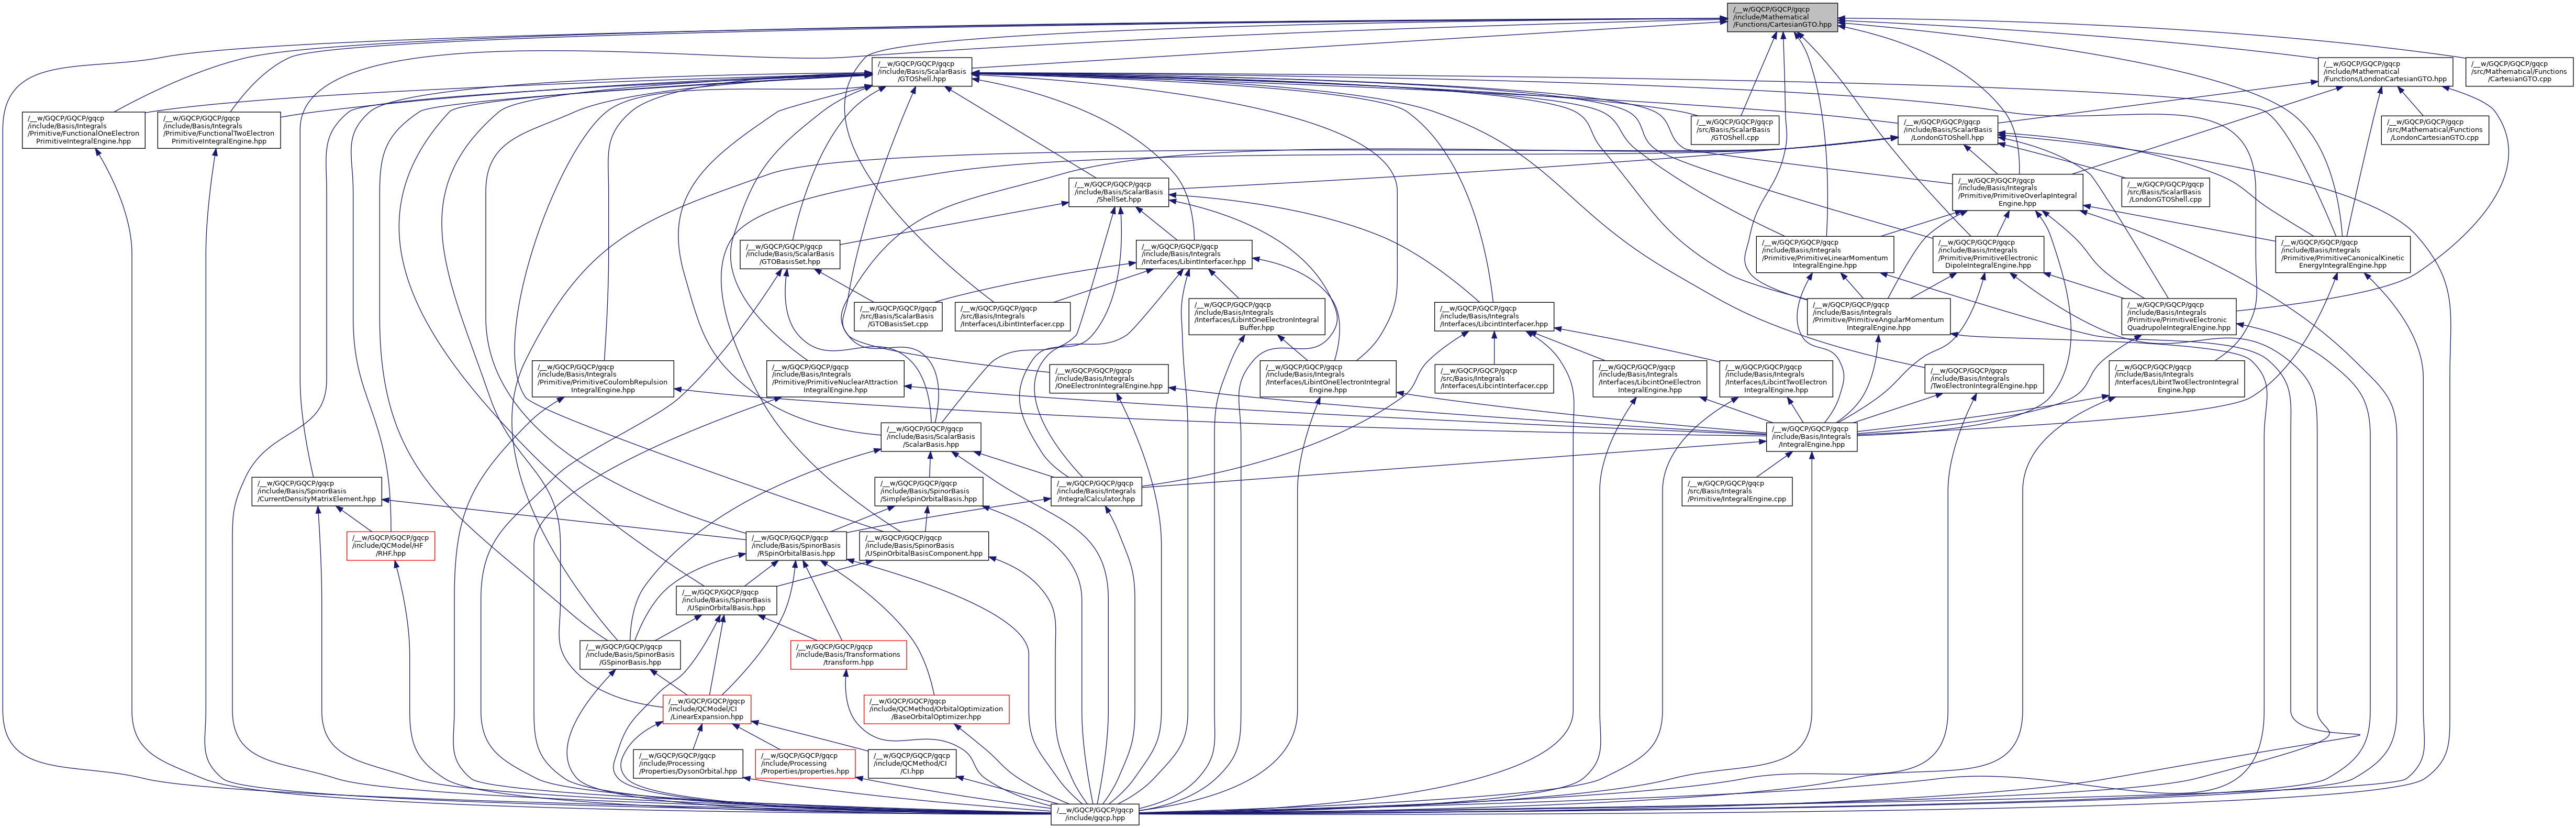 /__w/GQCP/GQCP/gqcp
/include/Mathematical
/Functions/CartesianGTO.hpp
/__w/GQCP/GQCP/gqcp
/include/Basis/ScalarBasis
/GTOShell.hpp
/__w/GQCP/GQCP/gqcp
/include/Mathematical
/Functions/LondonCartesianGTO.hpp
/__w/GQCP/GQCP/gqcp
/src/Mathematical/Functions
/CartesianGTO.cpp
/__w/GQCP/GQCP/gqcp
/include/Basis/Integrals
/Primitive/FunctionalOneElectron
PrimitiveIntegralEngine.hpp
/__w/GQCP/GQCP/gqcp
/include/Basis/Integrals
/Primitive/FunctionalTwoElectron
PrimitiveIntegralEngine.hpp
/__w/GQCP/GQCP/gqcp
/src/Basis/ScalarBasis
/GTOShell.cpp
/__w/GQCP/GQCP/gqcp
/include/Basis/ScalarBasis
/LondonGTOShell.hpp
/__w/GQCP/GQCP/gqcp
/src/Mathematical/Functions
/LondonCartesianGTO.cpp
/__w/GQCP/GQCP/gqcp
/include/Basis/ScalarBasis
/ShellSet.hpp
/__w/GQCP/GQCP/gqcp
/include/Basis/Integrals
/Primitive/PrimitiveOverlapIntegral
Engine.hpp
/__w/GQCP/GQCP/gqcp
/src/Basis/ScalarBasis
/LondonGTOShell.cpp
/__w/GQCP/GQCP/gqcp
/include/Basis/ScalarBasis
/GTOBasisSet.hpp
/__w/GQCP/GQCP/gqcp
/include/Basis/Integrals
/Interfaces/LibintInterfacer.hpp
/__w/GQCP/GQCP/gqcp
/include/Basis/Integrals
/Primitive/PrimitiveLinearMomentum
IntegralEngine.hpp
/__w/GQCP/GQCP/gqcp
/include/Basis/Integrals
/Primitive/PrimitiveElectronic
DipoleIntegralEngine.hpp
/__w/GQCP/GQCP/gqcp
/include/Basis/Integrals
/Primitive/PrimitiveCanonicalKinetic
EnergyIntegralEngine.hpp
/__w/GQCP/GQCP/gqcp
/src/Basis/ScalarBasis
/GTOBasisSet.cpp
/__w/GQCP/GQCP/gqcp
/src/Basis/Integrals
/Interfaces/LibintInterfacer.cpp
/__w/GQCP/GQCP/gqcp
/include/Basis/Integrals
/Interfaces/LibintOneElectronIntegral
Buffer.hpp
/__w/GQCP/GQCP/gqcp
/include/Basis/Integrals
/Interfaces/LibcintInterfacer.hpp
/__w/GQCP/GQCP/gqcp
/include/Basis/Integrals
/Primitive/PrimitiveAngularMomentum
IntegralEngine.hpp
/__w/GQCP/GQCP/gqcp
/include/Basis/Integrals
/Primitive/PrimitiveElectronic
QuadrupoleIntegralEngine.hpp
/__w/GQCP/GQCP/gqcp
/include/Basis/Integrals
/Primitive/PrimitiveCoulombRepulsion
IntegralEngine.hpp
/__w/GQCP/GQCP/gqcp
/include/Basis/Integrals
/Primitive/PrimitiveNuclearAttraction
IntegralEngine.hpp
/__w/GQCP/GQCP/gqcp
/include/Basis/Integrals
/OneElectronIntegralEngine.hpp
/__w/GQCP/GQCP/gqcp
/include/Basis/Integrals
/Interfaces/LibintOneElectronIntegral
Engine.hpp
/__w/GQCP/GQCP/gqcp
/src/Basis/Integrals
/Interfaces/LibcintInterfacer.cpp
/__w/GQCP/GQCP/gqcp
/include/Basis/Integrals
/Interfaces/LibcintOneElectron
IntegralEngine.hpp
/__w/GQCP/GQCP/gqcp
/include/Basis/Integrals
/Interfaces/LibcintTwoElectron
IntegralEngine.hpp
/__w/GQCP/GQCP/gqcp
/include/Basis/Integrals
/TwoElectronIntegralEngine.hpp
/__w/GQCP/GQCP/gqcp
/include/Basis/Integrals
/Interfaces/LibintTwoElectronIntegral
Engine.hpp
/__w/GQCP/GQCP/gqcp
/include/Basis/ScalarBasis
/ScalarBasis.hpp
/__w/GQCP/GQCP/gqcp
/include/Basis/Integrals
/IntegralEngine.hpp
/__w/GQCP/GQCP/gqcp
/include/Basis/SpinorBasis
/CurrentDensityMatrixElement.hpp
/__w/GQCP/GQCP/gqcp
/include/Basis/SpinorBasis
/SimpleSpinOrbitalBasis.hpp
/__w/GQCP/GQCP/gqcp
/include/Basis/Integrals
/IntegralCalculator.hpp
/__w/GQCP/GQCP/gqcp
/src/Basis/Integrals
/Primitive/IntegralEngine.cpp
/__w/GQCP/GQCP/gqcp
/include/QCModel/HF
/RHF.hpp
/__w/GQCP/GQCP/gqcp
/include/Basis/SpinorBasis
/RSpinOrbitalBasis.hpp
/__w/GQCP/GQCP/gqcp
/include/Basis/SpinorBasis
/USpinOrbitalBasisComponent.hpp
/__w/GQCP/GQCP/gqcp
/include/Basis/SpinorBasis
/USpinOrbitalBasis.hpp
/__w/GQCP/GQCP/gqcp
/include/Basis/SpinorBasis
/GSpinorBasis.hpp
/__w/GQCP/GQCP/gqcp
/include/Basis/Transformations
/transform.hpp
/__w/GQCP/GQCP/gqcp
/include/QCModel/CI
/LinearExpansion.hpp
/__w/GQCP/GQCP/gqcp
/include/QCMethod/OrbitalOptimization
/BaseOrbitalOptimizer.hpp
/__w/GQCP/GQCP/gqcp
/include/Processing
/Properties/DysonOrbital.hpp
/__w/GQCP/GQCP/gqcp
/include/Processing
/Properties/properties.hpp
/__w/GQCP/GQCP/gqcp
/include/QCMethod/CI
/CI.hpp
/__w/GQCP/GQCP/gqcp
/include/gqcp.hpp